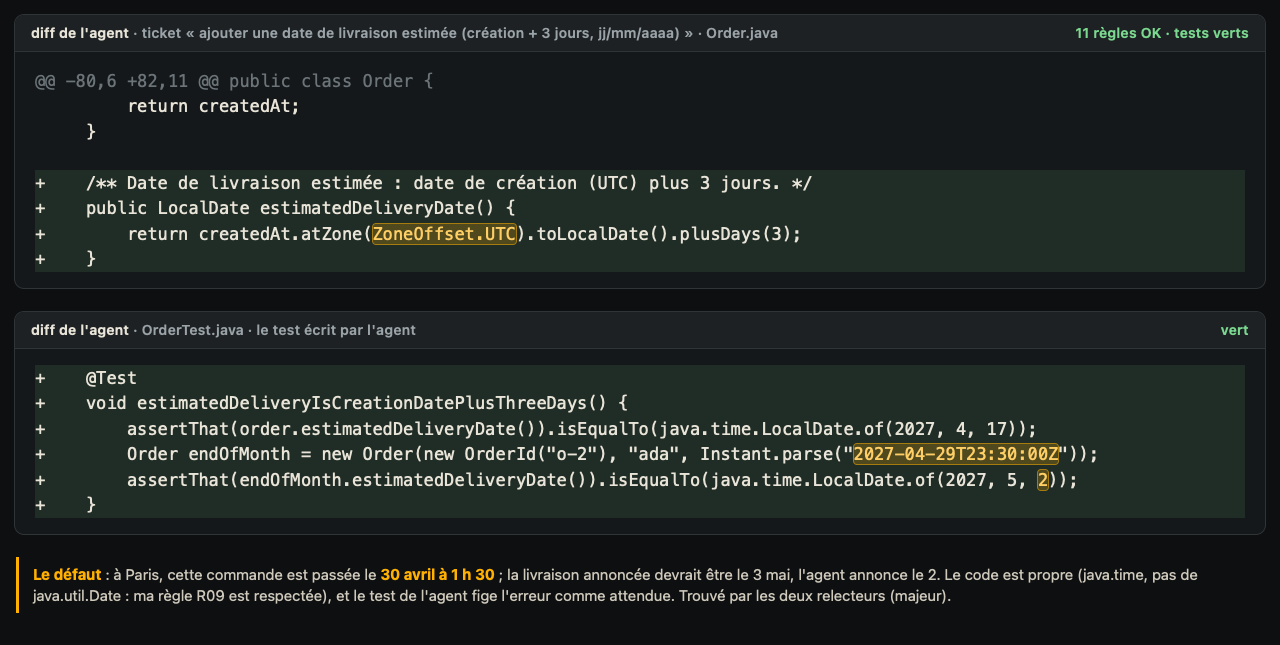 diff de l'agent · ticket « ajouter une date de livraison estimée (création + 3 jours, jj/mm/aaaa) » · Order.java
11 règles OK · tests verts
@@ -80,6 +82,11 @@ public class Order {
return createdAt;
}
+ /** Date de livraison estimée : date de création (UTC) plus 3 jours. */
+ public LocalDate estimatedDeliveryDate() {
+ return createdAt.atZone(ZoneOffset.UTC).toLocalDate().plusDays(3);
+ }
diff de l'agent · OrderTest.java · le test écrit par l'agent
vert
+ @Test
+ void estimatedDeliveryIsCreationDatePlusThreeDays() {
+ assertThat(order.estimatedDeliveryDate()).isEqualTo(java.time.LocalDate.of(2027, 4, 17));
+ Order endOfMonth = new Order(new OrderId("o-2"), "ada", Instant.parse("2027-04-29T23:30:00Z"));
+ assertThat(endOfMonth.estimatedDeliveryDate()).isEqualTo(java.time.LocalDate.of(2027, 5, 2));
+ }
Le défaut : à Paris, cette commande est passée le 30 avril à 1 h 30 ; la livraison annoncée devrait être le 3 mai, l'agent annonce le 2. Le code est propre (java.time, pas de
java.util.Date : ma règle R09 est respectée), et le test de l'agent fige l'erreur comme attendue. Trouvé par les deux relecteurs (majeur).